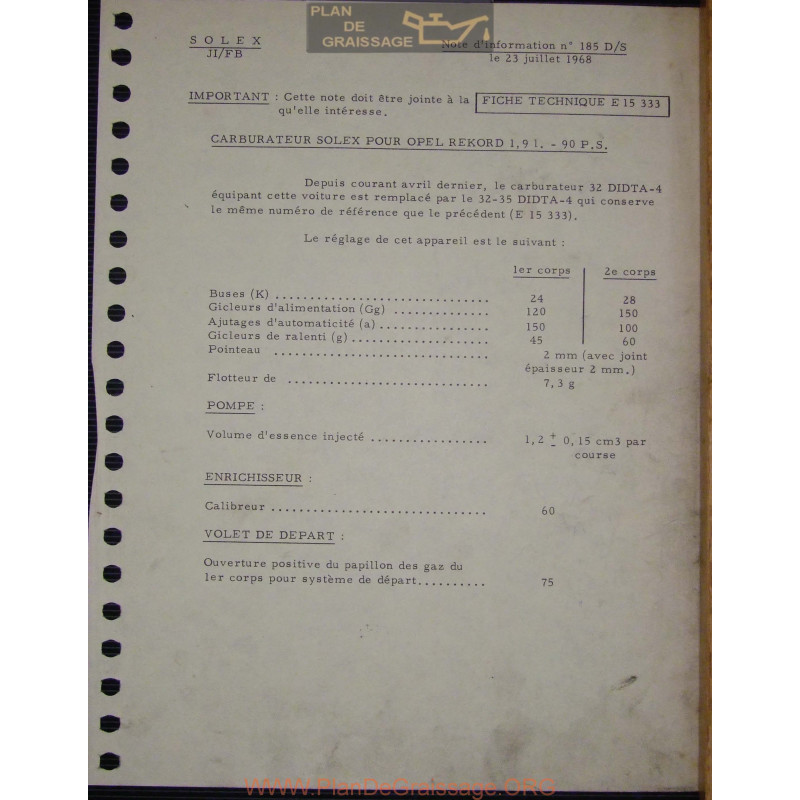 PLAN
DE
GRAISSAGE
SOLEX
JI/FB
Note d'information n° 185 D/S
le 23 juillet 1968
IMPORTANT : Cette note doit être jointe à la FICHE TECHNIQUE E 15 333
qu'elle intéresse.
CARBURATEUR SOLEX POUR OPEL REKORD 1,9 l. - 90 P.S.
Depuis courant avril dernier, le carburateur 32 DIDTA-4
équipant cette voiture est remplacé par le 32-35 DIDTA-4 qui conserve
le même numéro de référence que le précédent (E 15 333).
Le réglage de cet appareil est le suivant :
1er corps 2e corps
Buses (K) ............................... 24 28
Gicleurs d'alimentation (Gg) .............. 120 150
Ajutages d'automaticité (a) ................ 150 100
Gicleurs de ralenti (g) .................... 45 60
Pointeau ............................... 2 mm (avec joint
épaisseur 2 mm.)
Flotteur de ............................. 7,3 g
POMPE :
Volume d'essence injecté ................. 1,2 ± 0,15 cm3 par
course
ENRICHISSEUR :
Calibreur ............................... 60
VOLET DE DEPART :
Ouverture positive du papillon des gaz du
1er corps pour système de départ.......... 75
www.PlanDeGraissage.ORG